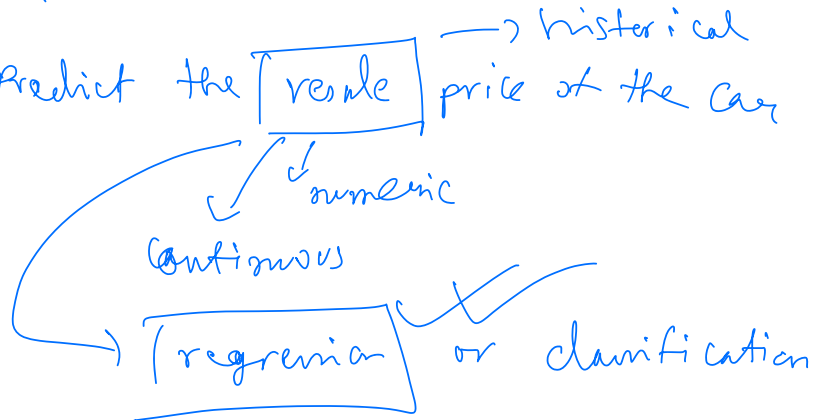 historical
Predict the resale price of the car
numeric
Continuous
regression or classification